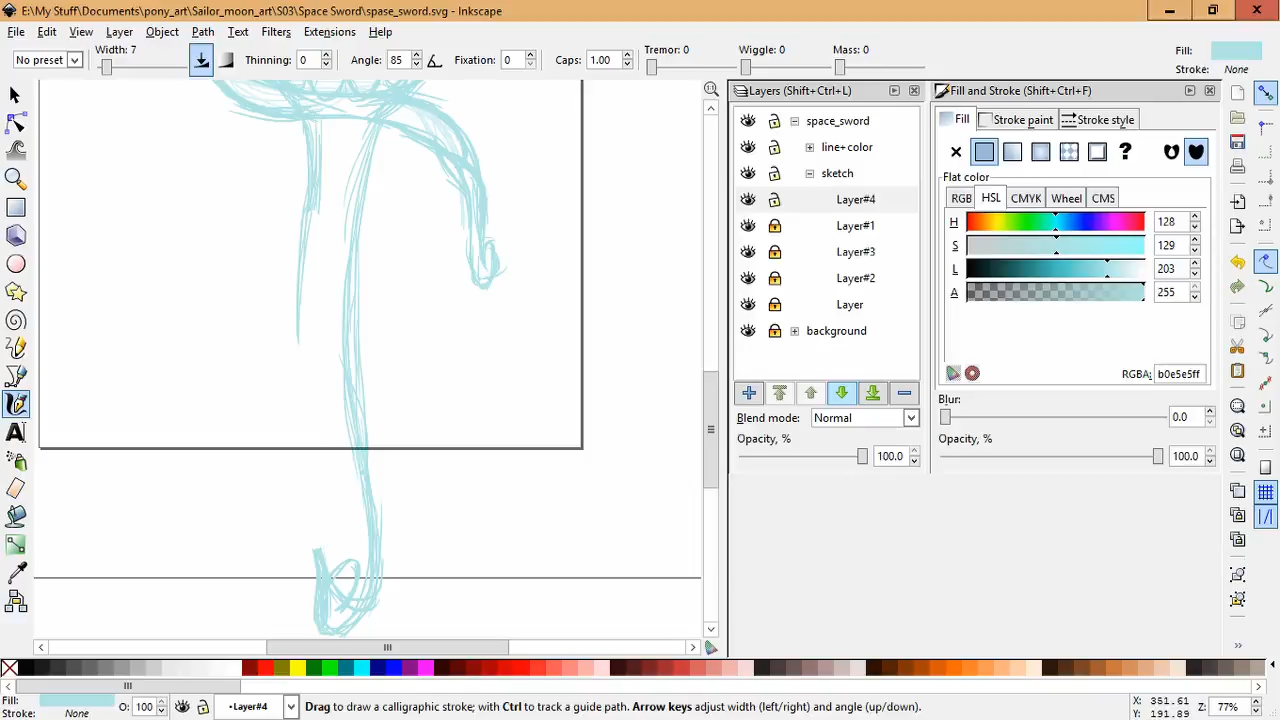 E:\My Stuff\Documents\pony_art\Sailor_moon_art\S03\Space Sword\spase_sword.svg - Inkscape
File Edit View Layer Object Path Text Filters Extensions Help
No preset Width: 7 Thinning: 0 Angle: 85 Fixation: 0 Caps: 1.00 Tremor: 0 Wiggle: 0 Mass: 0 Fill:
Stroke: None
Layers (Shift+Ctrl+L) Fill and Stroke (Shift+Ctrl+F)
space_sword
line+color
sketch
Layer#4
Layer#1
Layer#3
Layer#2
Layer
background
Blend mode: Normal
Opacity, % 100.0
Fill Stroke paint Stroke style
?
Flat color
RGB HSL CMYK Wheel CMS
H 128
S 129
L 203
A 255
RGBA: b0e5e5ff
Blur:
0.0
Opacity, %
100.0
Fill:
Stroke: None
O: 100
•Layer#4
Drag to draw a calligraphic stroke; with Ctrl to track a guide path. Arrow keys adjust width (left/right) and angle (up/down).
X: 351.61
Y: 191.89
Z: 77%